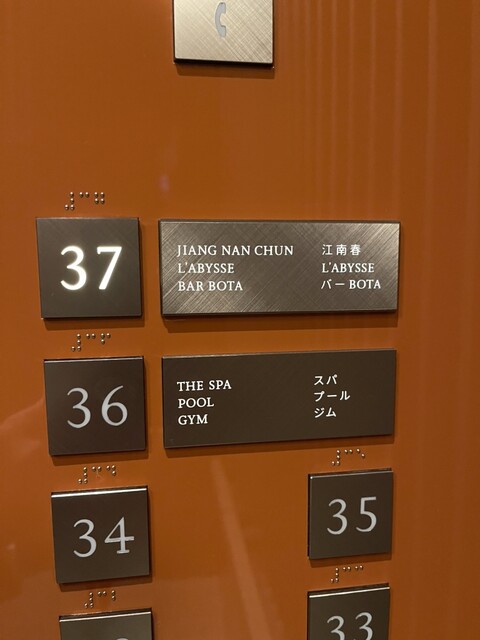 37
JIANG NAN CHUN 江南春
L'ABYSSE L'ABYSSE
BAR BOTA バー BOTA
36
THE SPA スパ
POOL プール
GYM ジム
35
34
33